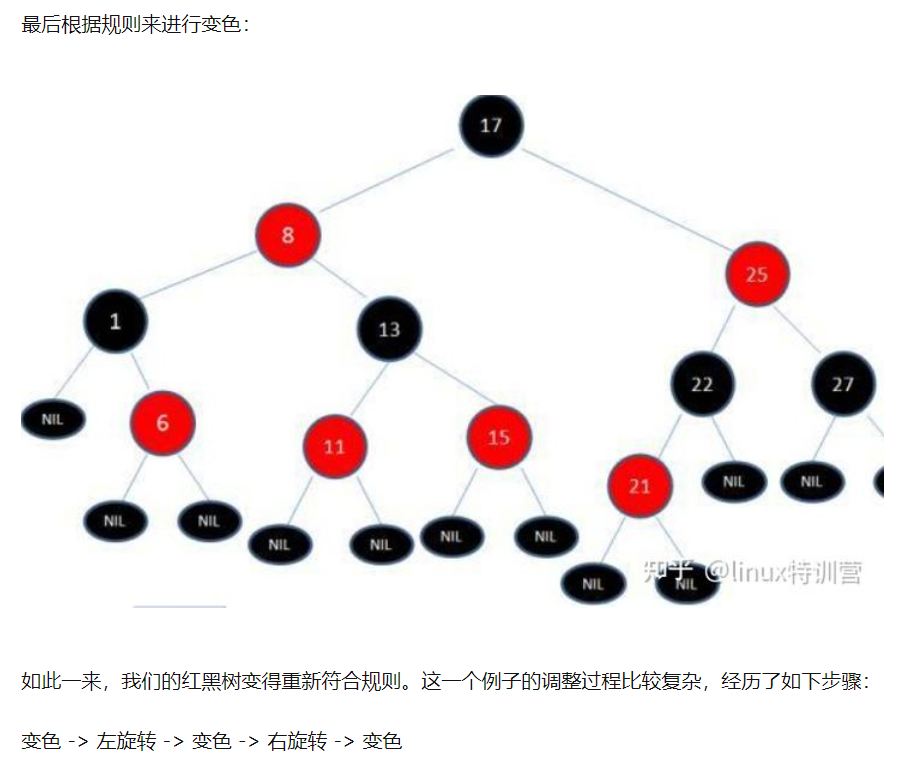 最后根据规则来进行变色：
17
8
25
1
13
22
27
NIL
6
11
15
21
NIL
NIL
NIL
NIL
NIL
NIL
NIL
NIL
NIL
NIL
NIL
知乎 @linux特训营
如此一来，我们的红黑树变得重新符合规则。这一个例子的调整过程比较复杂，经历了如下步骤：
变色 -> 左旋转 -> 变色 -> 右旋转 -> 变色